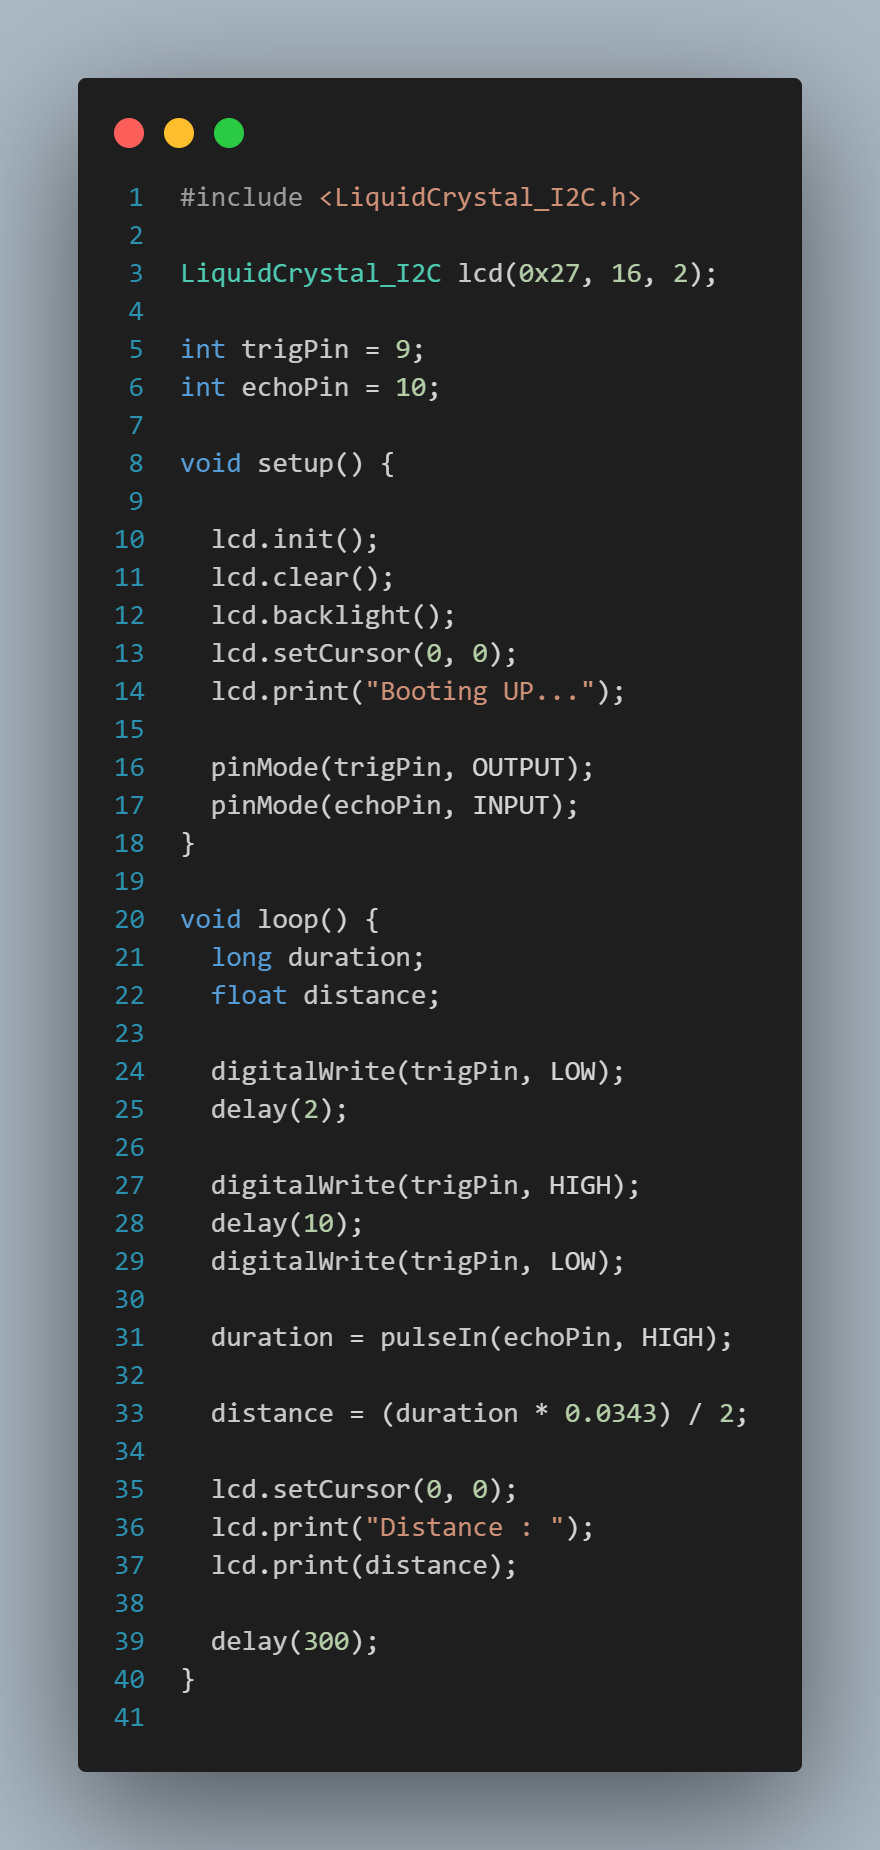 1 #include <LiquidCrystal_I2C.h>
2
3 LiquidCrystal_I2C lcd(0x27, 16, 2);
4
5 int trigPin = 9;
6 int echoPin = 10;
7
8 void setup() {
9
10   lcd.init();
11   lcd.clear();
12   lcd.backlight();
13   lcd.setCursor(0, 0);
14   lcd.print("Booting UP...");
15
16   pinMode(trigPin, OUTPUT);
17   pinMode(echoPin, INPUT);
18 }
19
20 void loop() {
21   long duration;
22   float distance;
23
24   digitalWrite(trigPin, LOW);
25   delay(2);
26
27   digitalWrite(trigPin, HIGH);
28   delay(10);
29   digitalWrite(trigPin, LOW);
30
31   duration = pulseIn(echoPin, HIGH);
32
33   distance = (duration * 0.0343) / 2;
34
35   lcd.setCursor(0, 0);
36   lcd.print("Distance : ");
37   lcd.print(distance);
38
39   delay(300);
40 }
41